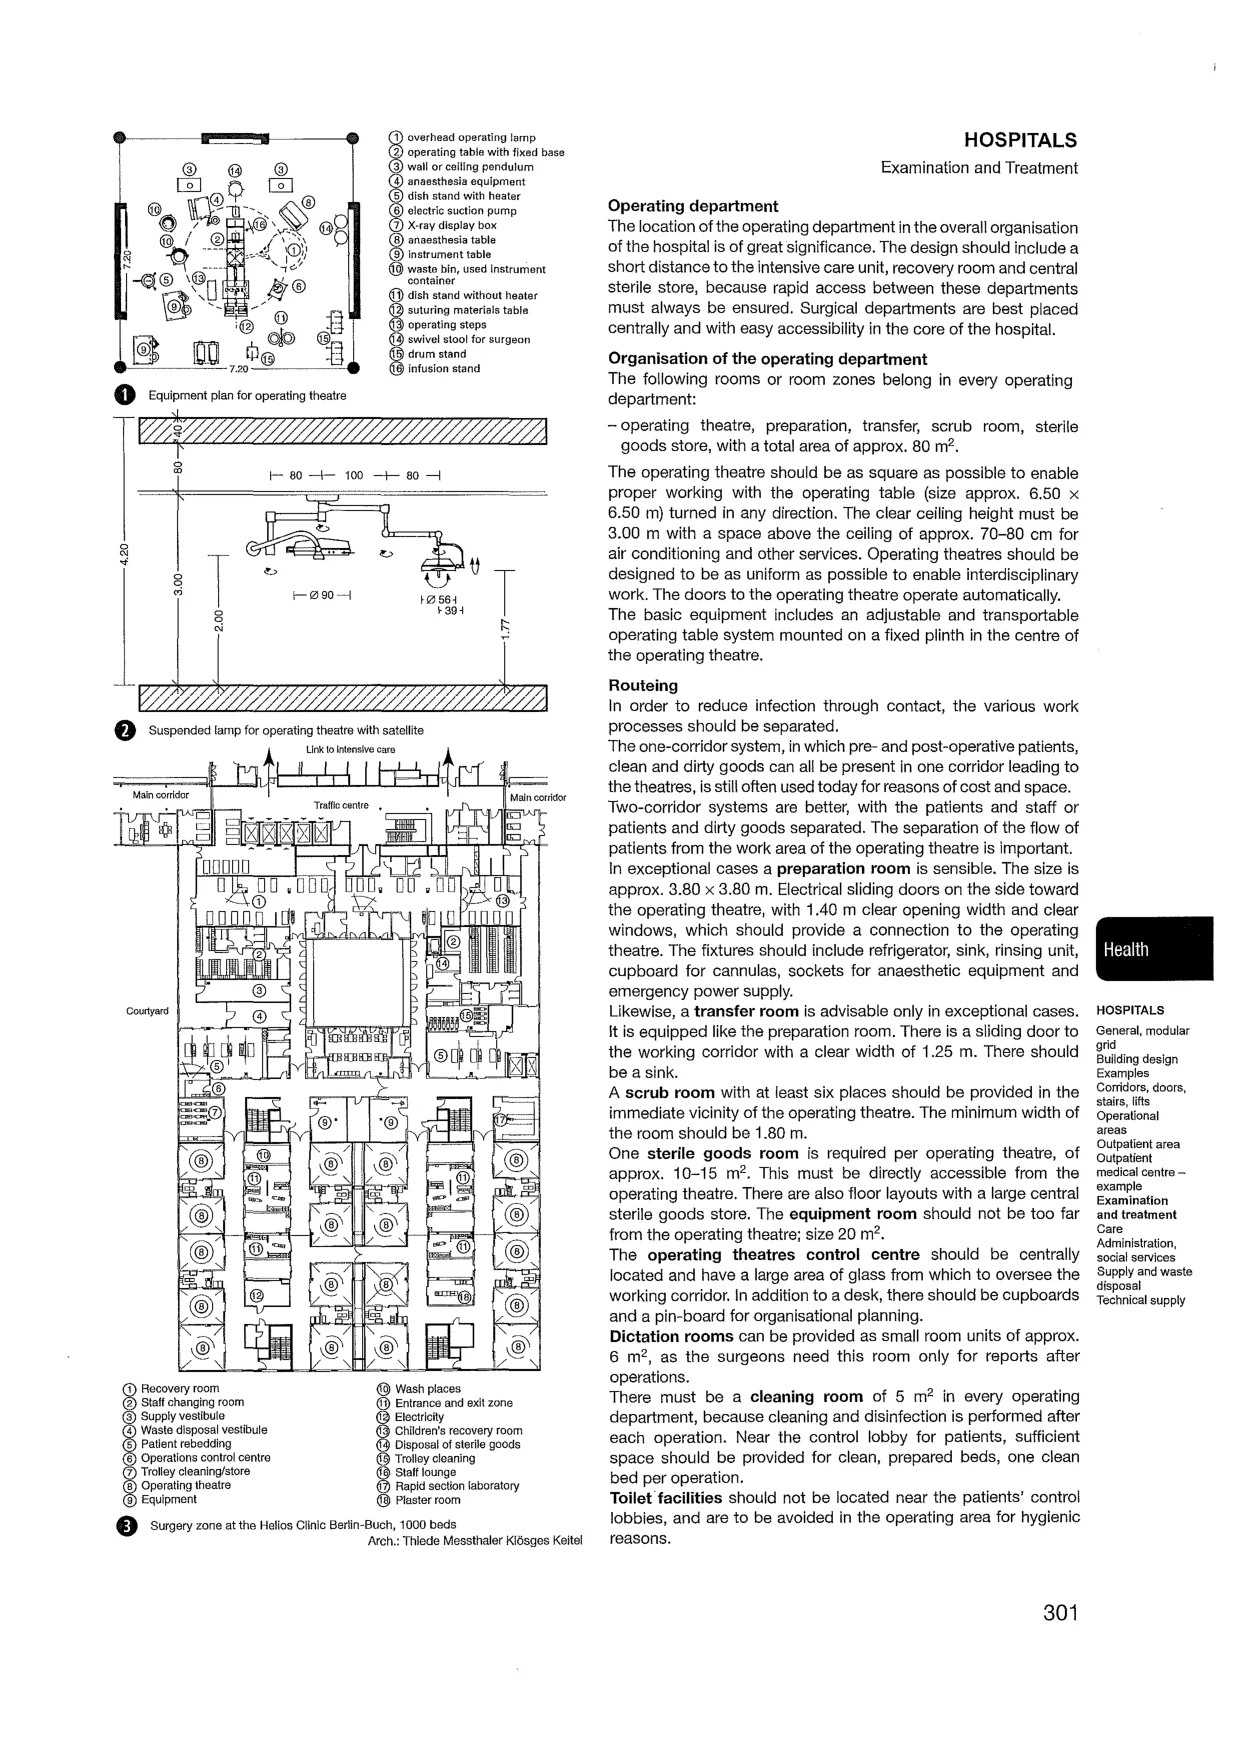 HOSPITALS
Examination and Treatment
① overhead operating lamp
② operating table with fixed base
③ wall or ceiling pendulum
④ anaesthesia equipment
⑤ dish stand with heater
⑥ electric suction pump
⑦ X-ray display box
⑧ anaesthesia table
⑨ instrument table
⑩ waste bin, used instrument
container
⑪ dish stand without heater
⑫ suturing materials table
⑬ operating steps
⑭ swivel stool for surgeon
⑮ drum stand
⑯ infusion stand
7.20
7.20
❶ Equipment plan for operating theatre
40
80
80 100 80
4.20
3.00
2.00
Ø 90
Ø 56
39
1.77
❷ Suspended lamp for operating theatre with satellite
Link to intensive care
Main corridor
Traffic centre
Main corridor
Courtyard
① Recovery room
② Staff changing room
③ Supply vestibule
④ Waste disposal vestibule
⑤ Patient rebedding
⑥ Operations control centre
⑦ Trolley cleaning/store
⑧ Operating theatre
⑨ Equipment
⑩ Wash places
⑪ Entrance and exit zone
⑫ Electricity
⑬ Children's recovery room
⑭ Disposal of sterile goods
⑮ Trolley cleaning
⑯ Staff lounge
⑰ Rapid section laboratory
⑱ Plaster room
❸ Surgery zone at the Helios Clinic Berlin-Buch, 1000 beds
Arch.: Thiede Messthaler Klösges Keitel
Operating department
The location of the operating department in the overall organisation
of the hospital is of great significance. The design should include a
short distance to the intensive care unit, recovery room and central
sterile store, because rapid access between these departments
must always be ensured. Surgical departments are best placed
centrally and with easy accessibility in the core of the hospital.
Organisation of the operating department
The following rooms or room zones belong in every operating
department:
– operating theatre, preparation, transfer, scrub room, sterile
goods store, with a total area of approx. 80 m².
The operating theatre should be as square as possible to enable
proper working with the operating table (size approx. 6.50 ×
6.50 m) turned in any direction. The clear ceiling height must be
3.00 m with a space above the ceiling of approx. 70–80 cm for
air conditioning and other services. Operating theatres should be
designed to be as uniform as possible to enable interdisciplinary
work. The doors to the operating theatre operate automatically.
The basic equipment includes an adjustable and transportable
operating table system mounted on a fixed plinth in the centre of
the operating theatre.
Routeing
In order to reduce infection through contact, the various work
processes should be separated.
The one-corridor system, in which pre- and post-operative patients,
clean and dirty goods can all be present in one corridor leading to
the theatres, is still often used today for reasons of cost and space.
Two-corridor systems are better, with the patients and staff or
patients and dirty goods separated. The separation of the flow of
patients from the work area of the operating theatre is important.
In exceptional cases a preparation room is sensible. The size is
approx. 3.80 × 3.80 m. Electrical sliding doors on the side toward
the operating theatre, with 1.40 m clear opening width and clear
windows, which should provide a connection to the operating
theatre. The fixtures should include refrigerator, sink, rinsing unit,
cupboard for cannulas, sockets for anaesthetic equipment and
emergency power supply.
Likewise, a transfer room is advisable only in exceptional cases.
It is equipped like the preparation room. There is a sliding door to
the working corridor with a clear width of 1.25 m. There should
be a sink.
A scrub room with at least six places should be provided in the
immediate vicinity of the operating theatre. The minimum width of
the room should be 1.80 m.
One sterile goods room is required per operating theatre, of
approx. 10–15 m². This must be directly accessible from the
operating theatre. There are also floor layouts with a large central
sterile goods store. The equipment room should not be too far
from the operating theatre; size 20 m².
The operating theatres control centre should be centrally
located and have a large area of glass from which to oversee the
working corridor. In addition to a desk, there should be cupboards
and a pin-board for organisational planning.
Dictation rooms can be provided as small room units of approx.
6 m², as the surgeons need this room only for reports after
operations.
There must be a cleaning room of 5 m² in every operating
department, because cleaning and disinfection is performed after
each operation. Near the control lobby for patients, sufficient
space should be provided for clean, prepared beds, one clean
bed per operation.
Toilet facilities should not be located near the patients' control
lobbies, and are to be avoided in the operating area for hygienic
reasons.
Health
HOSPITALS
General, modular
grid
Building design
Examples
Corridors, doors,
stairs, lifts
Operational
areas
Outpatient area
Outpatient
medical centre –
example
Examination
and treatment
Care
Administration,
social services
Supply and waste
disposal
Technical supply
301